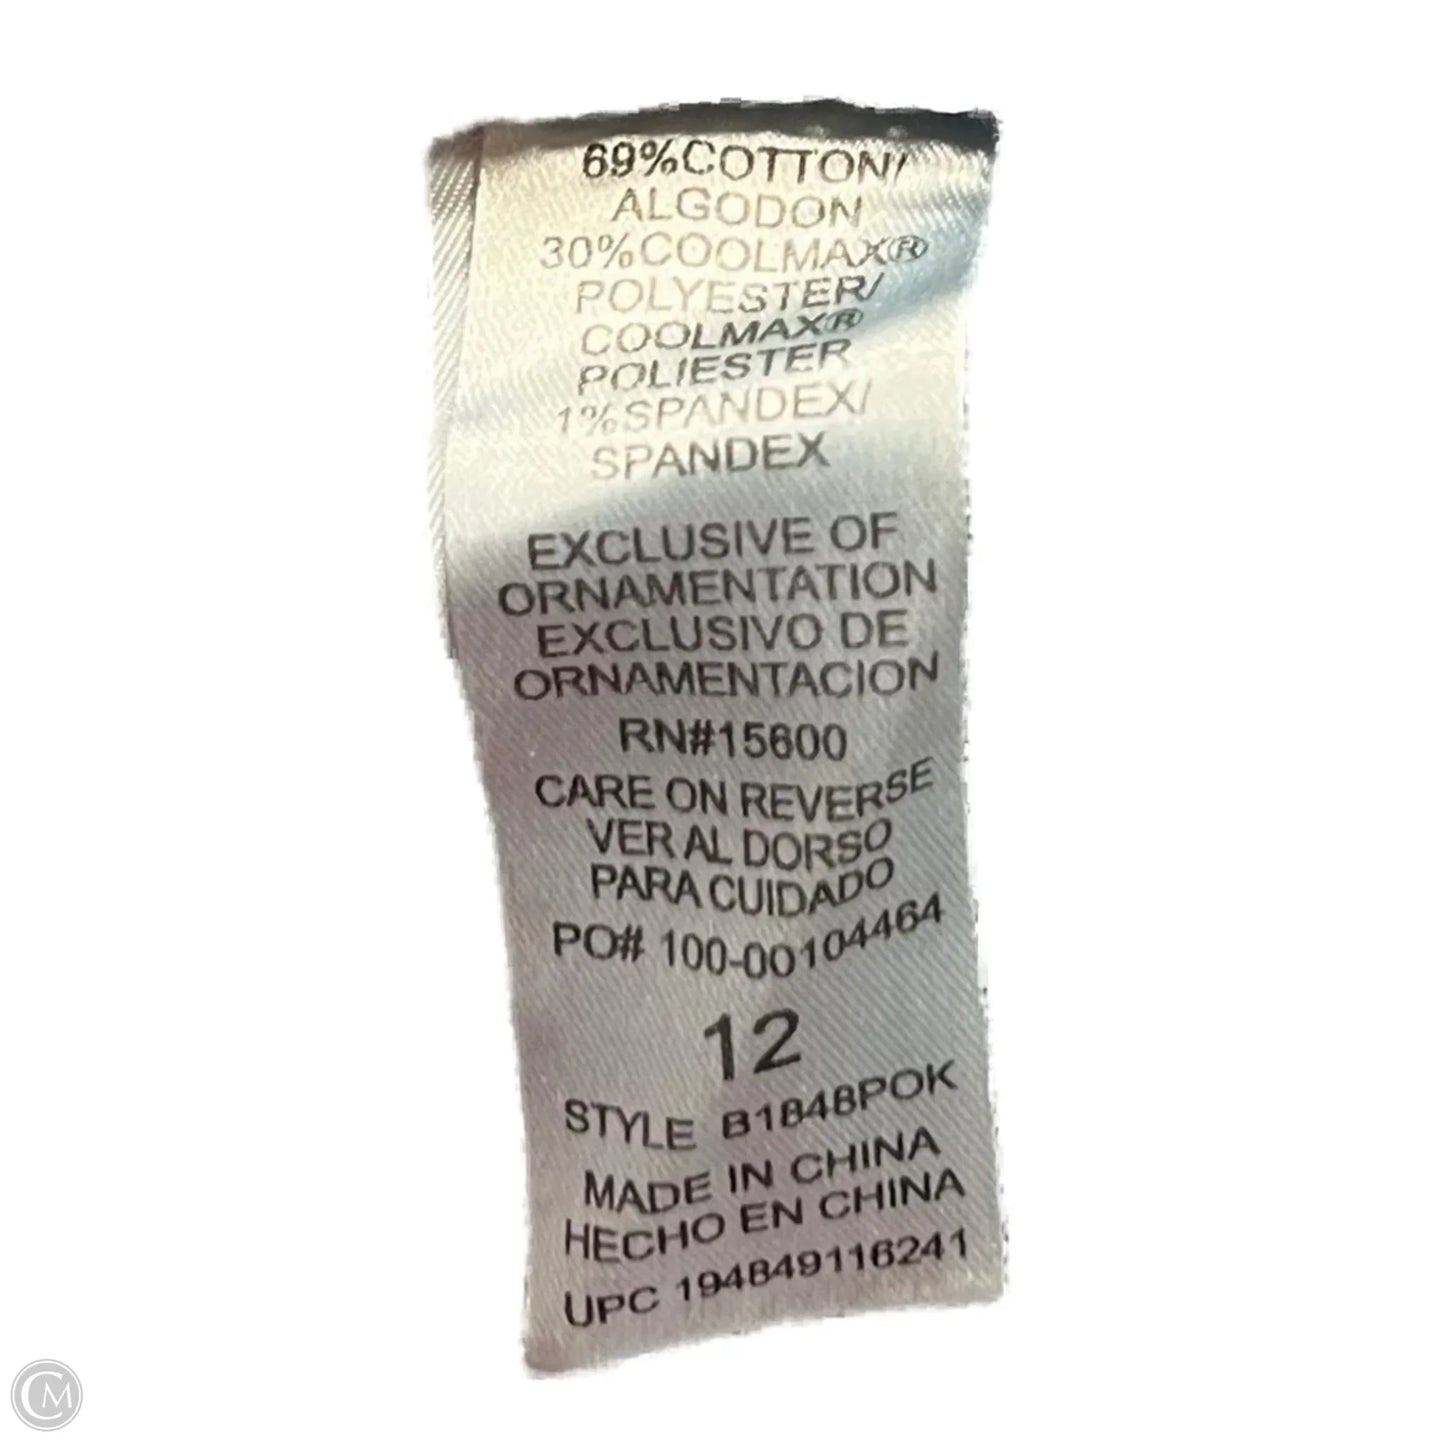 69%COTTON/
ALGODON
30%COOLMAX®
POLYESTER/
COOLMAX®
POLIESTER
1%SPANDEX/
SPANDEX
EXCLUSIVE OF
ORNAMENTATION
EXCLUSIVO DE
ORNAMENTACION
RN#15600
CARE ON REVERSE
VER AL DORSO
PARA CUIDADO
PO# 100-00104464
12
STYLE B1848POK
MADE IN CHINA
HECHO EN CHINA
UPC 194849116241
CM